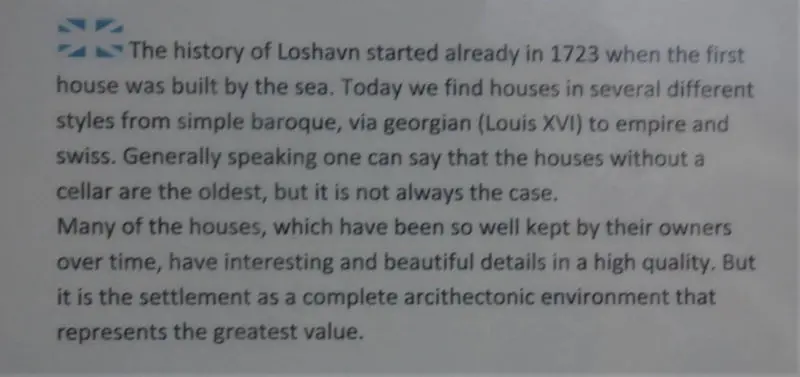 The history of Loshavn started already in 1723 when the first
house was built by the sea. Today we find houses in several different
styles from simple baroque, via georgian (Louis XVI) to empire and
swiss. Generally speaking one can say that the houses without a
cellar are the oldest, but it is not always the case.
Many of the houses, which have been so well kept by their owners
over time, have interesting and beautiful details in a high quality. But
it is the settlement as a complete arcithectonic environment that
represents the greatest value.